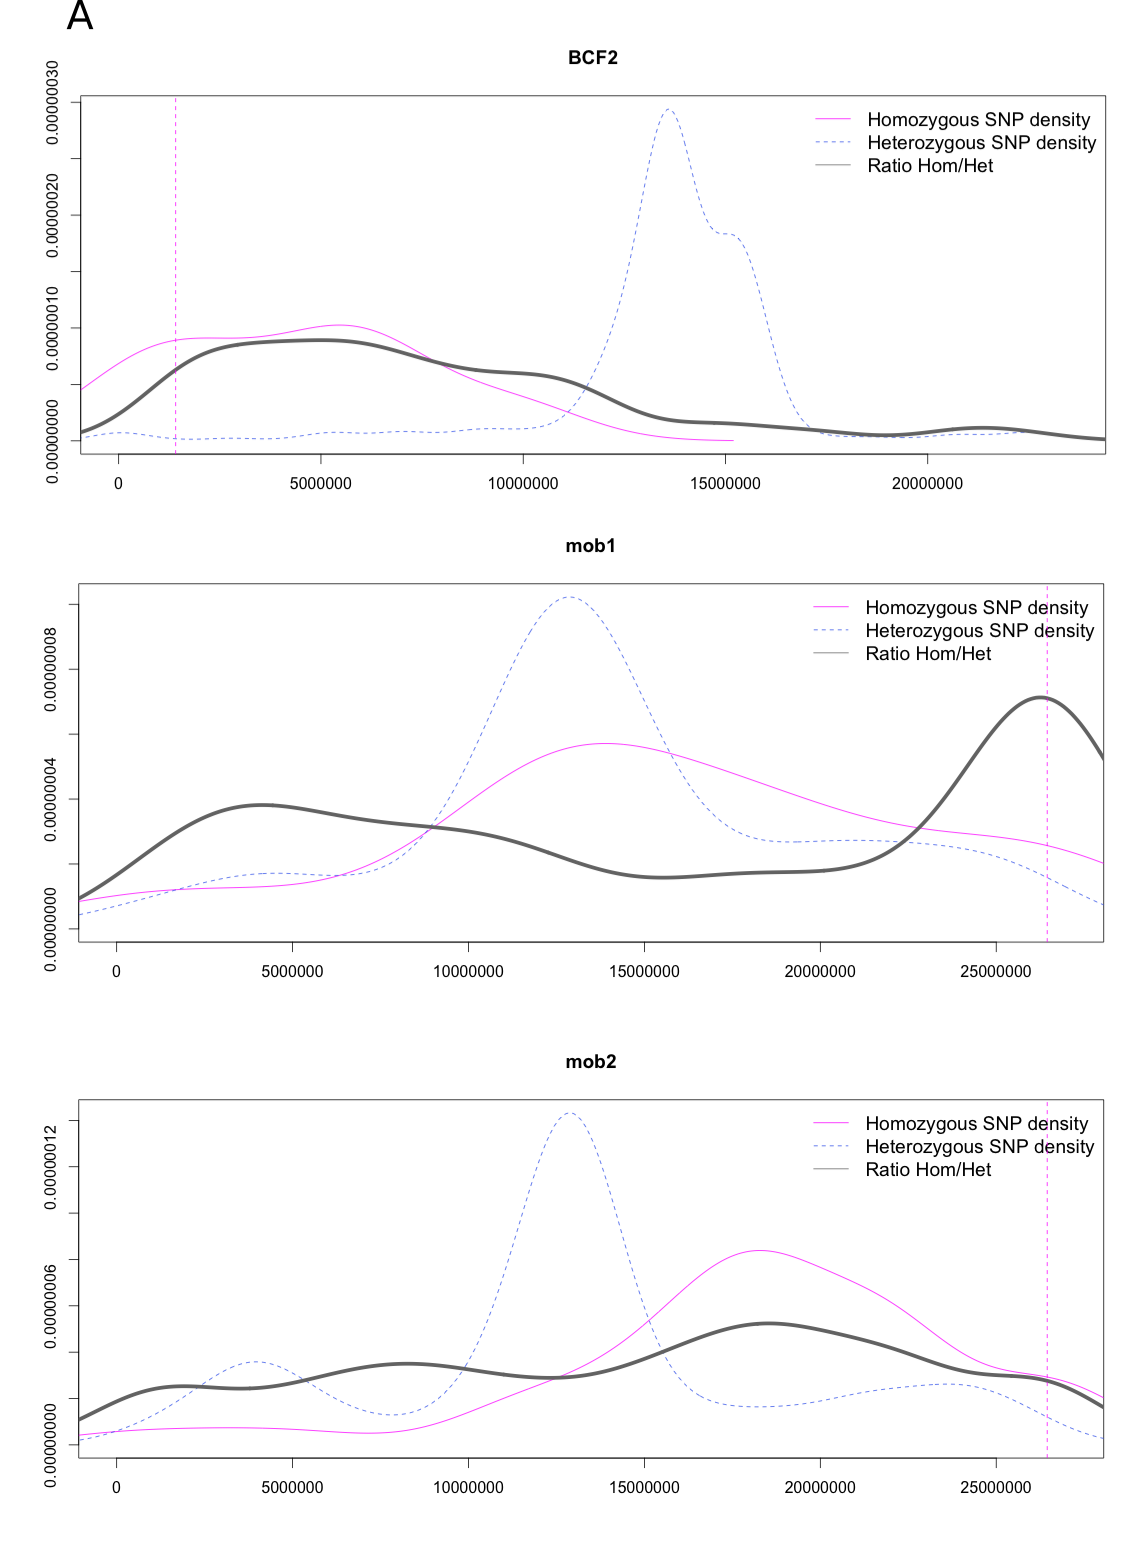 A
BCF2
0.00000030
0.00000020
0.00000010
0.00000000
Homozygous SNP density
Heterozygous SNP density
Ratio Hom/Het
0 5000000 10000000 15000000 20000000
mob1
0.00000008
0.00000004
0.00000000
Homozygous SNP density
Heterozygous SNP density
Ratio Hom/Het
0 5000000 10000000 15000000 20000000 25000000
mob2
0.00000012
0.00000006
0.00000000
Homozygous SNP density
Heterozygous SNP density
Ratio Hom/Het
0 5000000 10000000 15000000 20000000 25000000